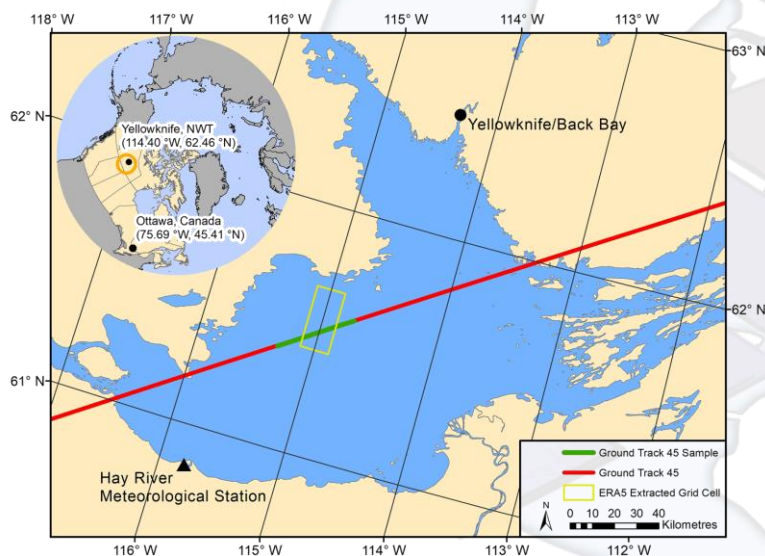 118° W
117° W
116° W
115° W
114° W
113° W
63° N
62° N
Yellowknife, NWT
(114.40 °W, 62.46 °N)
Ottawa, Canada
(75.69 °W, 45.41 °N)
Yellowknife/Back Bay
62° N
61° N
Hay River
Meteorological Station
Ground Track 45 Sample
Ground Track 45
ERA5 Extracted Grid Cell
N
0 10 20 30 40
Kilometres
116° W
115° W
114° W
113° W
112° W